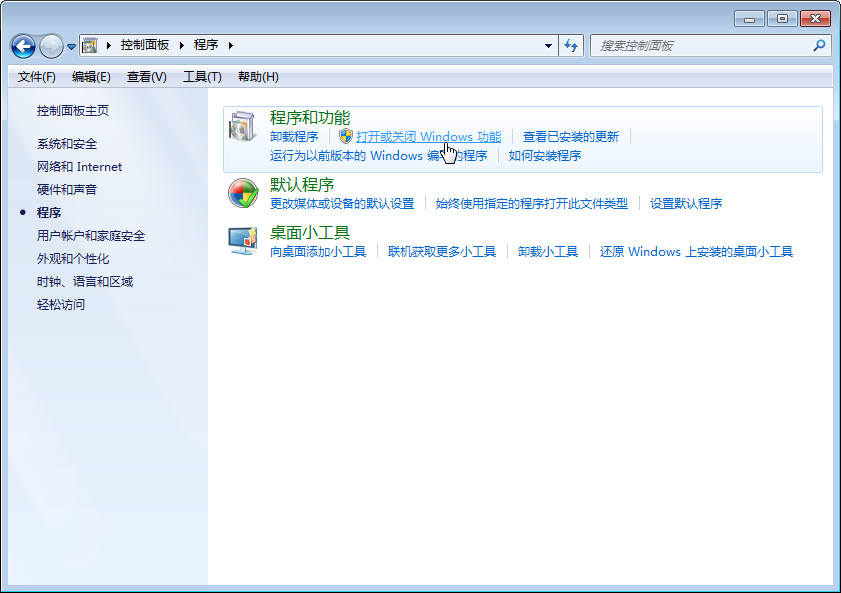 控制面板 程序
搜索控制面板
文件(F) 编辑(E) 查看(V) 工具(T) 帮助(H)
控制面板主页
系统和安全
网络和 Internet
硬件和声音
程序
用户帐户和家庭安全
外观和个性化
时钟、语言和区域
轻松访问
程序和功能
卸载程序 打开或关闭 Windows 功能 查看已安装的更新
运行为以前版本的 Windows 编 的程序 如何安装程序
默认程序
更改媒体或设备的默认设置 始终使用指定的程序打开此文件类型 设置默认程序
桌面小工具
向桌面添加小工具 联机获取更多小工具 卸载小工具 还原 Windows 上安装的桌面小工具